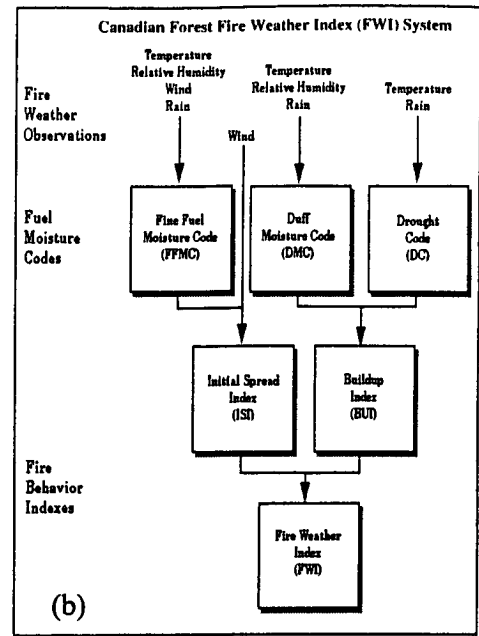 Canadian Forest Fire Weather Index (FWI) System
Fire
Weather
Observations
Temperature
Relative Humidity
Wind
Rain
Wind
Temperature
Relative Humidity
Rain
Temperature
Rain
Fuel
Moisture
Codes
Fine Fuel
Moisture Code
(FFMC)
Duff
Moisture Code
(DMC)
Drought
Code
(DC)
Initial Spread
Index
(ISI)
Buildup
Index
(BUI)
Fire
Behavior
Indexes
Fire Weather
Index
(FWI)
(b)